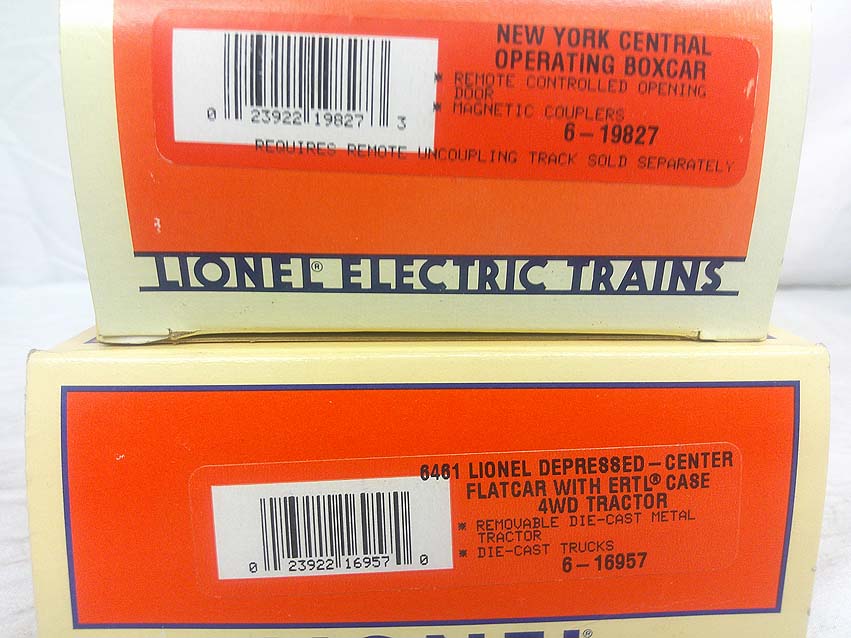 NEW YORK CENTRAL
OPERATING BOXCAR
* REMOTE CONTROLLED OPENING
DOOR
* MAGNETIC COUPLERS
6-19827
0 23922 19827 3
REQUIRES REMOTE UNCOUPLING TRACK SOLD SEPARATELY
LIONEL® ELECTRIC TRAINS
6461 LIONEL DEPRESSED-CENTER
FLATCAR WITH ERTL® CASE
4WD TRACTOR
* REMOVABLE DIE-CAST METAL
TRACTOR
* DIE-CAST TRUCKS
6-16957
0 23922 16957 0
LIONEL®